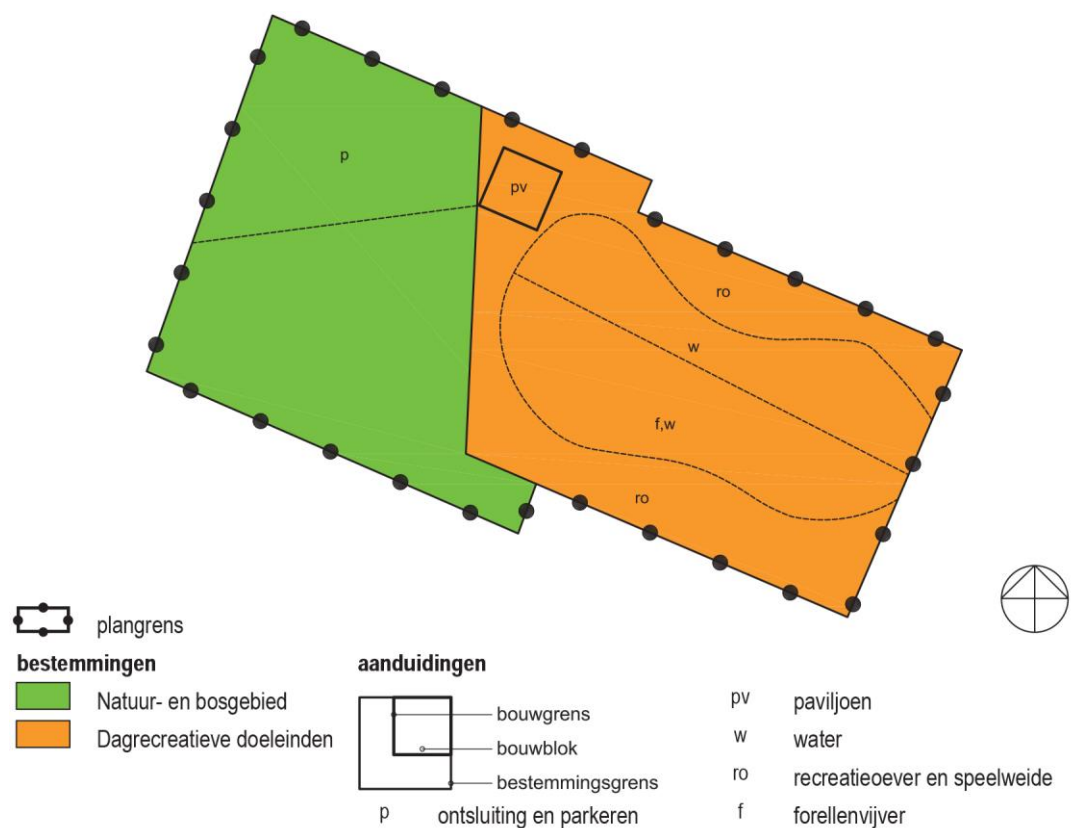 p
pv
ro
w
f,w
ro
plangrens
bestemmingen
Natuur- en bosgebied
Dagrecreatieve doeleinden
aanduidingen
bouwgrens
bouwblok
bestemmingsgrens
p ontsluiting en parkeren
pv paviljoen
w water
ro recreatieoever en speelweide
f forellenvijver